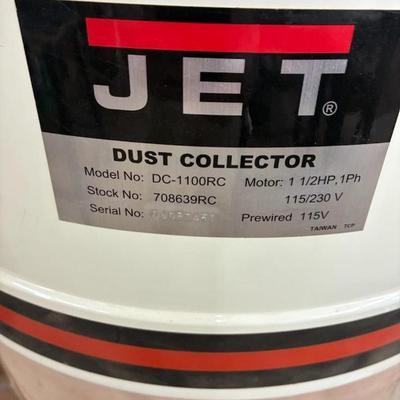 JET®
DUST COLLECTOR
Model No: DC-1100RC Motor: 1 1/2HP,1Ph
Stock No: 708639RC 115/230 V
Serial No: Prewired 115V
TAIWAN TCP